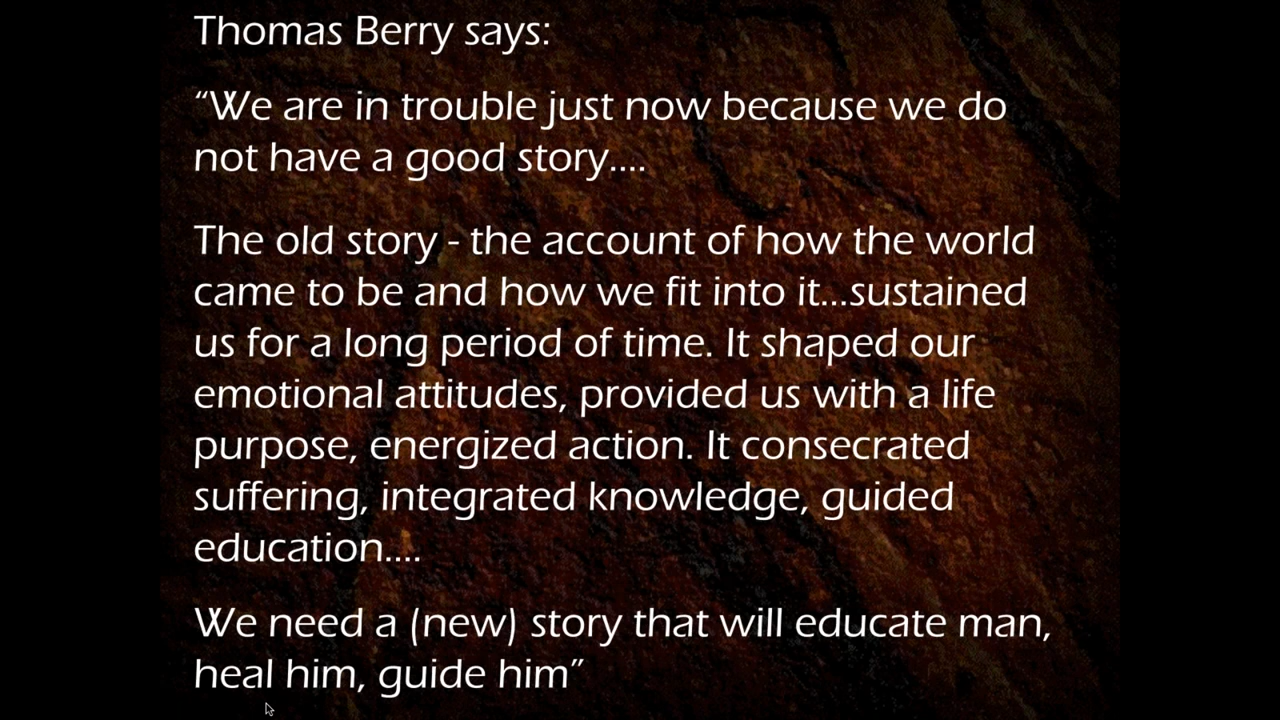 Thomas Berry says:
“We are in trouble just now because we do
not have a good story....
The old story - the account of how the world
came to be and how we fit into it...sustained
us for a long period of time. It shaped our
emotional attitudes, provided us with a life
purpose, energized action. It consecrated
suffering, integrated knowledge, guided
education....
We need a (new) story that will educate man,
heal him, guide him”